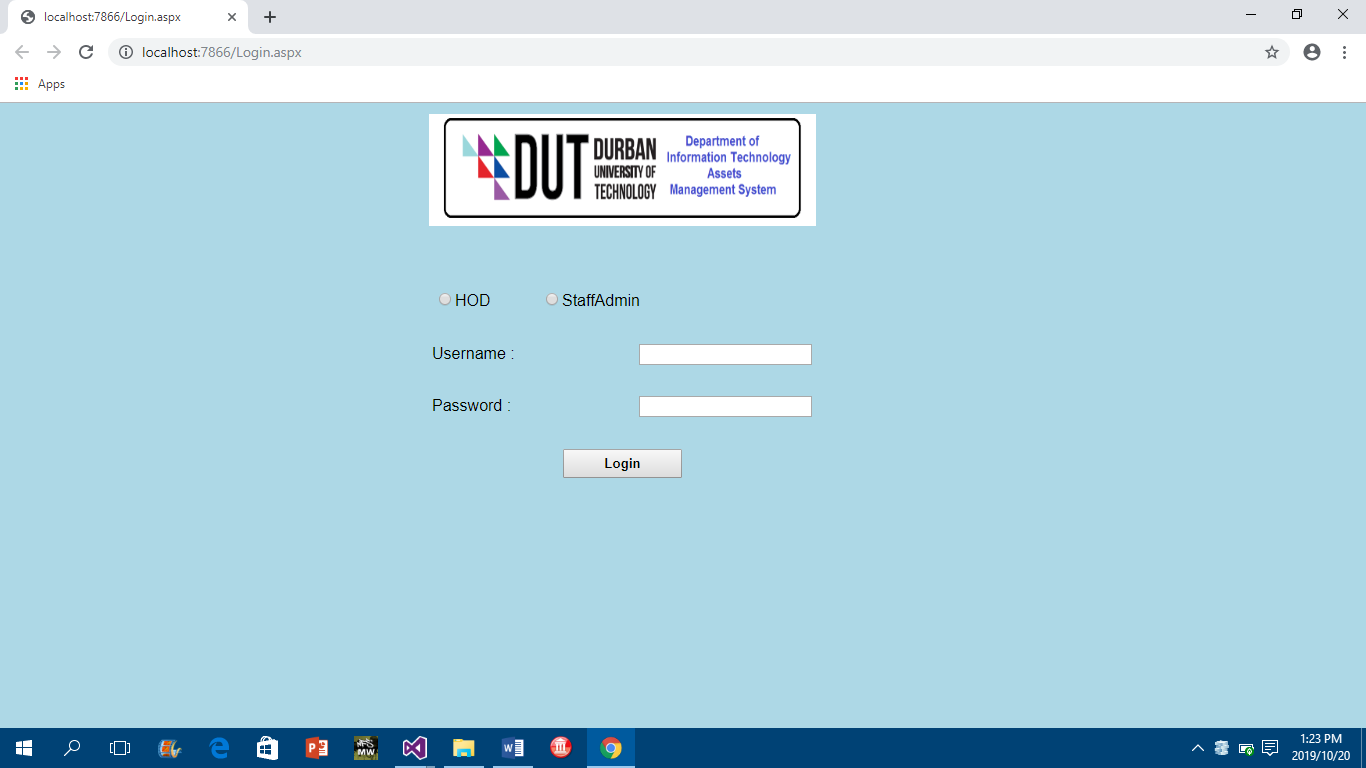 localhost:7866/Login.aspx
localhost:7866/Login.aspx
Apps
DUT DURBAN UNIVERSITY OF TECHNOLOGY
Department of
Information Technology
Assets
Management System
HOD StaffAdmin
Username :
Password :
Login
1:23 PM
2019/10/20